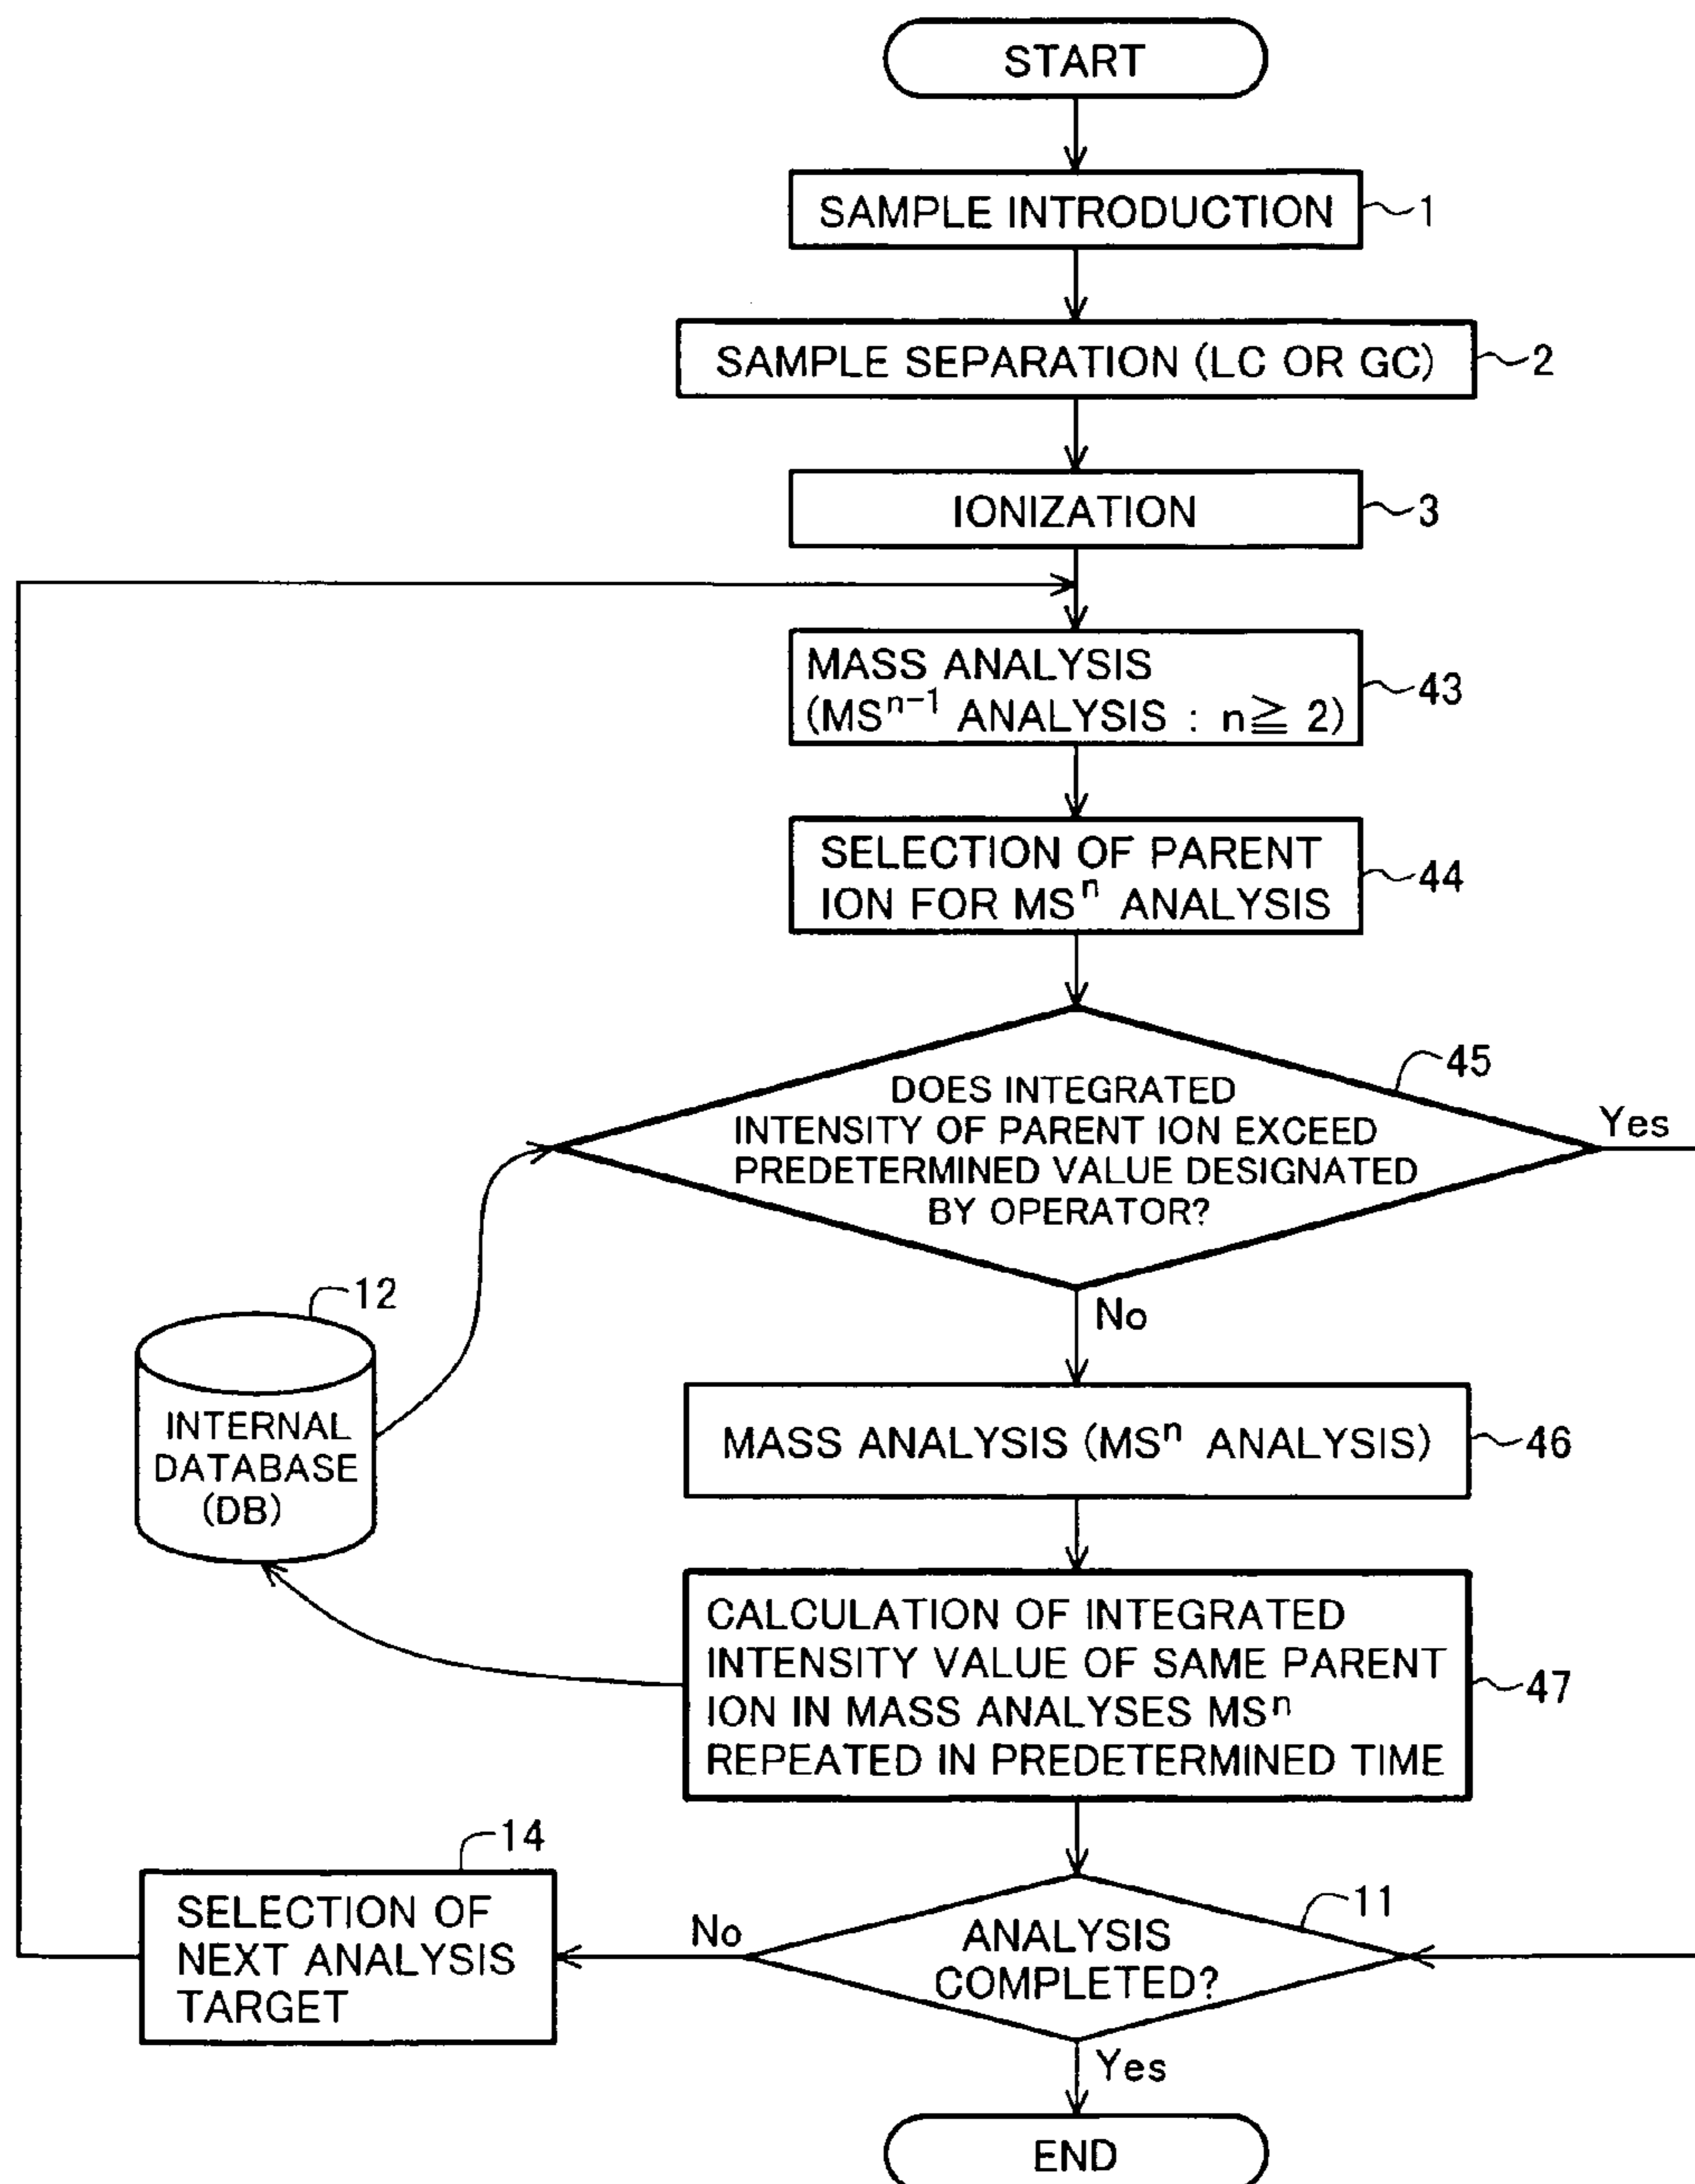 START
SAMPLE INTRODUCTION
1
SAMPLE SEPARATION (LC OR GC)
2
IONIZATION
3
MASS ANALYSIS
(MSⁿ⁻¹ ANALYSIS : n≧ 2)
43
SELECTION OF PARENT
ION FOR MSⁿ ANALYSIS
44
45
DOES INTEGRATED
INTENSITY OF PARENT ION EXCEED
PREDETERMINED VALUE DESIGNATED
BY OPERATOR?
Yes
No
12
INTERNAL
DATABASE
(DB)
MASS ANALYSIS (MSⁿ ANALYSIS)
46
CALCULATION OF INTEGRATED
INTENSITY VALUE OF SAME PARENT
ION IN MASS ANALYSES MSⁿ
REPEATED IN PREDETERMINED TIME
47
14
SELECTION OF
NEXT ANALYSIS
TARGET
No
11
ANALYSIS
COMPLETED?
Yes
END